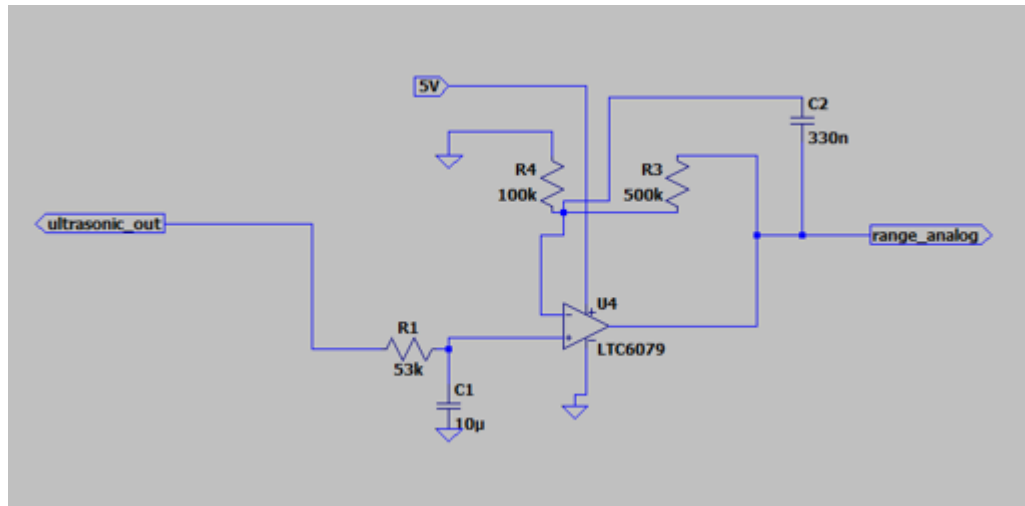 5V
C2
330n
R4
100k
R3
500k
ultrasonic_out
range_analog
U4
LTC6079
R1
53k
C1
10µ